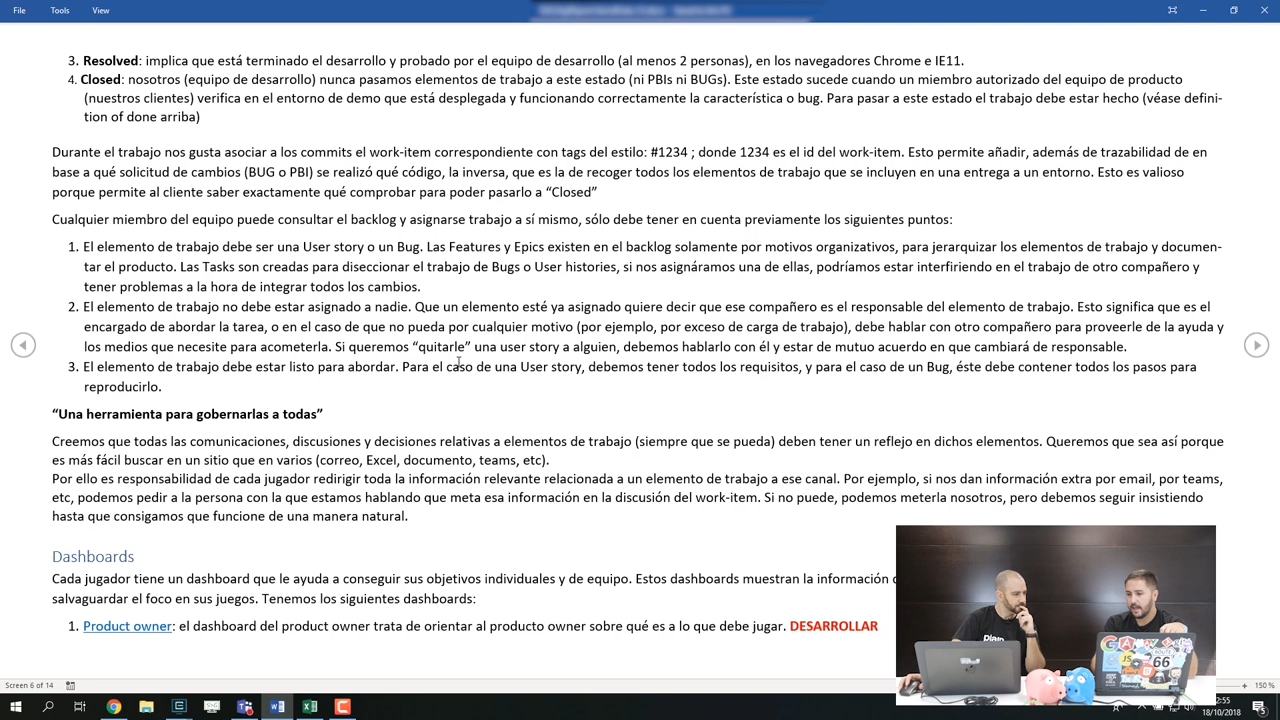 File Tools View
3. Resolved: implica que está terminado el desarrollo y probado por el equipo de desarrollo (al menos 2 personas), en los navegadores Chrome e IE11.
4. Closed: nosotros (equipo de desarrollo) nunca pasamos elementos de trabajo a este estado (ni PBIs ni BUGs). Este estado sucede cuando un miembro autorizado del equipo de producto
(nuestros clientes) verifica en el entorno de demo que está desplegada y funcionando correctamente la característica o bug. Para pasar a este estado el trabajo debe estar hecho (véase defini-
tion of done arriba)
Durante el trabajo nos gusta asociar a los commits el work-item correspondiente con tags del estilo: #1234 ; donde 1234 es el id del work-item. Esto permite añadir, además de trazabilidad de en
base a qué solicitud de cambios (BUG o PBI) se realizó qué código, la inversa, que es la de recoger todos los elementos de trabajo que se incluyen en una entrega a un entorno. Esto es valioso
porque permite al cliente saber exactamente qué comprobar para poder pasarlo a “Closed”
Cualquier miembro del equipo puede consultar el backlog y asignarse trabajo a sí mismo, sólo debe tener en cuenta previamente los siguientes puntos:
1. El elemento de trabajo debe ser una User story o un Bug. Las Features y Epics existen en el backlog solamente por motivos organizativos, para jerarquizar los elementos de trabajo y documen-
tar el producto. Las Tasks son creadas para diseccionar el trabajo de Bugs o User histories, si nos asignáramos una de ellas, podríamos estar interfiriendo en el trabajo de otro compañero y
tener problemas a la hora de integrar todos los cambios.
2. El elemento de trabajo no debe estar asignado a nadie. Que un elemento esté ya asignado quiere decir que ese compañero es el responsable del elemento de trabajo. Esto significa que es el
encargado de abordar la tarea, o en el caso de que no pueda por cualquier motivo (por ejemplo, por exceso de carga de trabajo), debe hablar con otro compañero para proveerle de la ayuda y
los medios que necesite para acometerla. Si queremos “quitarle” una user story a alguien, debemos hablarlo con él y estar de mutuo acuerdo en que cambiará de responsable.
3. El elemento de trabajo debe estar listo para abordar. Para el caso de una User story, debemos tener todos los requisitos, y para el caso de un Bug, éste debe contener todos los pasos para
reproducirlo.
“Una herramienta para gobernarlas a todas”
Creemos que todas las comunicaciones, discusiones y decisiones relativas a elementos de trabajo (siempre que se pueda) deben tener un reflejo en dichos elementos. Queremos que sea así porque
es más fácil buscar en un sitio que en varios (correo, Excel, documento, teams, etc).
Por ello es responsabilidad de cada jugador redirigir toda la información relevante relacionada a un elemento de trabajo a ese canal. Por ejemplo, si nos dan información extra por email, por teams,
etc, podemos pedir a la persona con la que estamos hablando que meta esa información en la discusión del work-item. Si no puede, podemos meterla nosotros, pero debemos seguir insistiendo
hasta que consigamos que funcione de una manera natural.
Dashboards
Cada jugador tiene un dashboard que le ayuda a conseguir sus objetivos individuales y de equipo. Estos dashboards muestran la información
salvaguardar el foco en sus juegos. Tenemos los siguientes dashboards:
1. Product owner: el dashboard del product owner trata de orientar al producto owner sobre qué es a lo que debe jugar. DESARROLLAR
Screen 6 of 14
150 %
18/10/2018